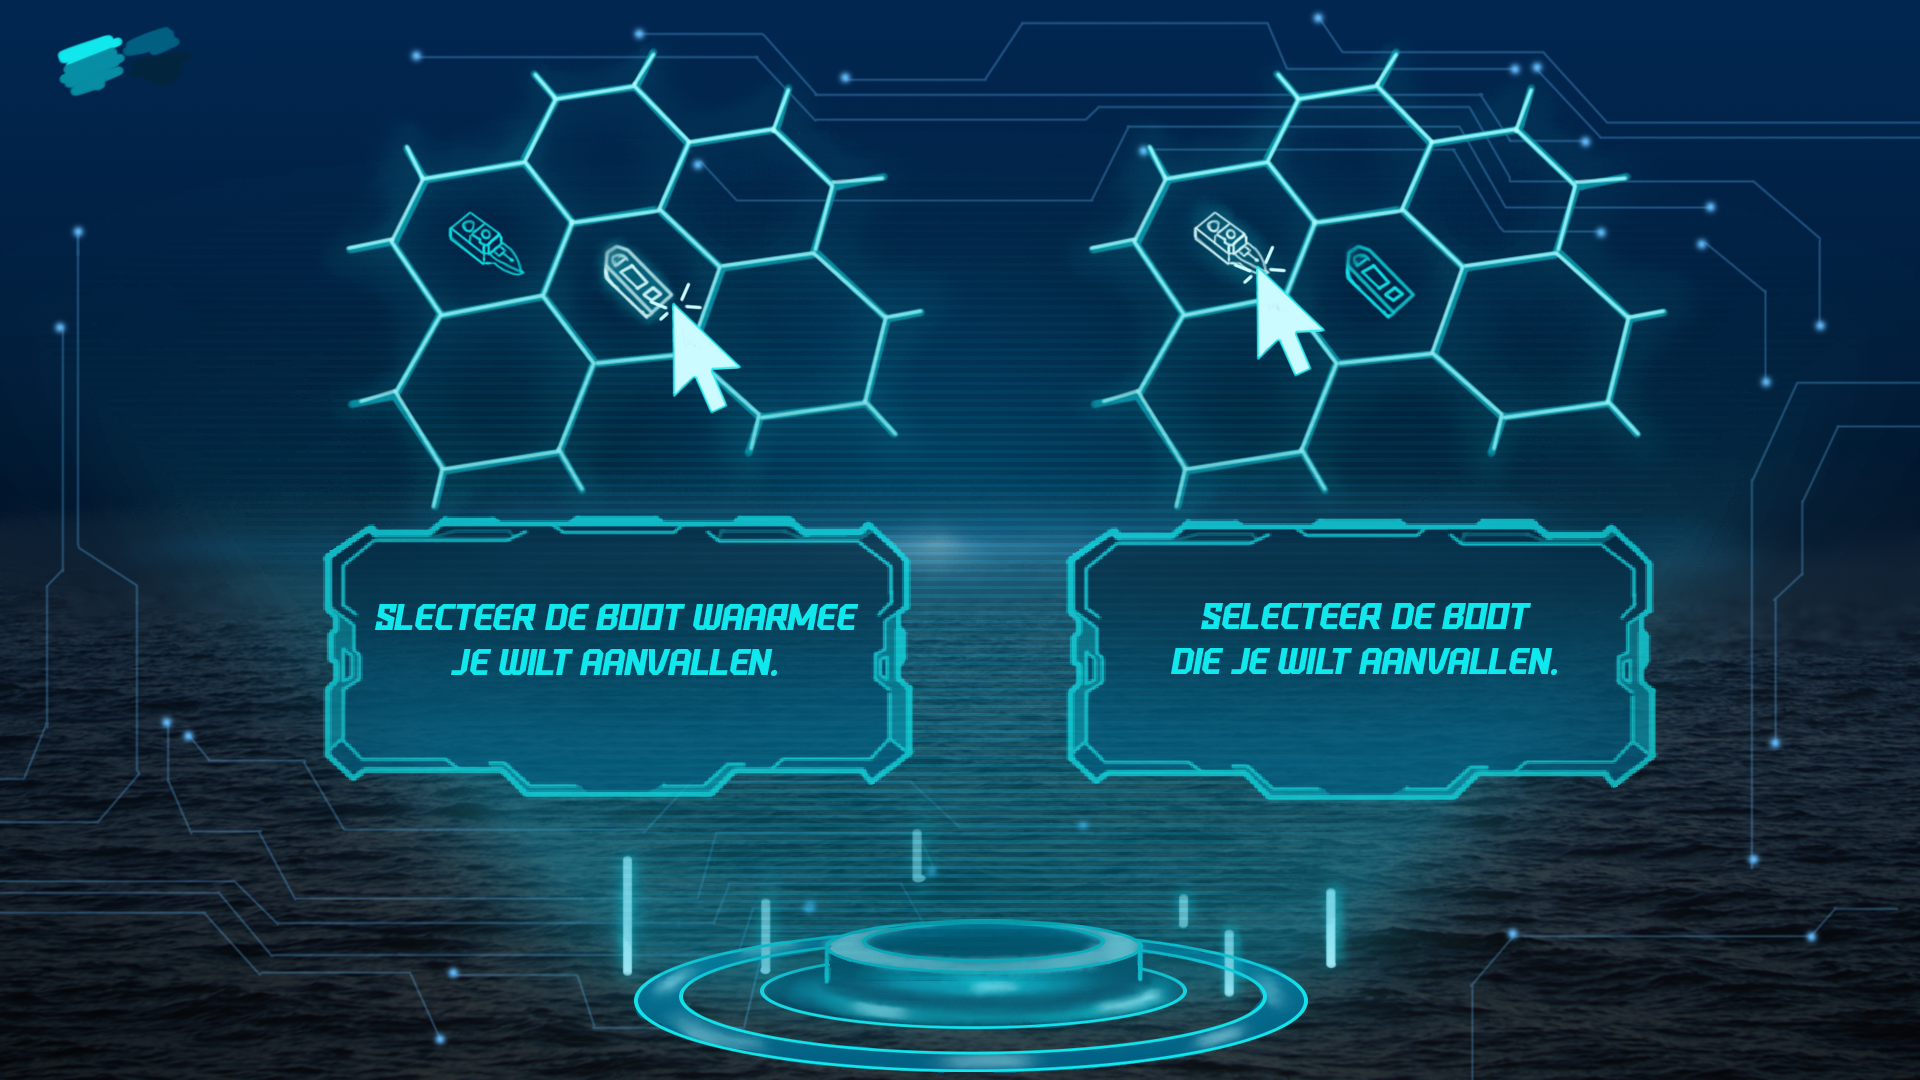 SLECTEER DE BOOT WAARMEE
JE WILT AANVALLEN.
SELECTEER DE BOOT
DIE JE WILT AANVALLEN.